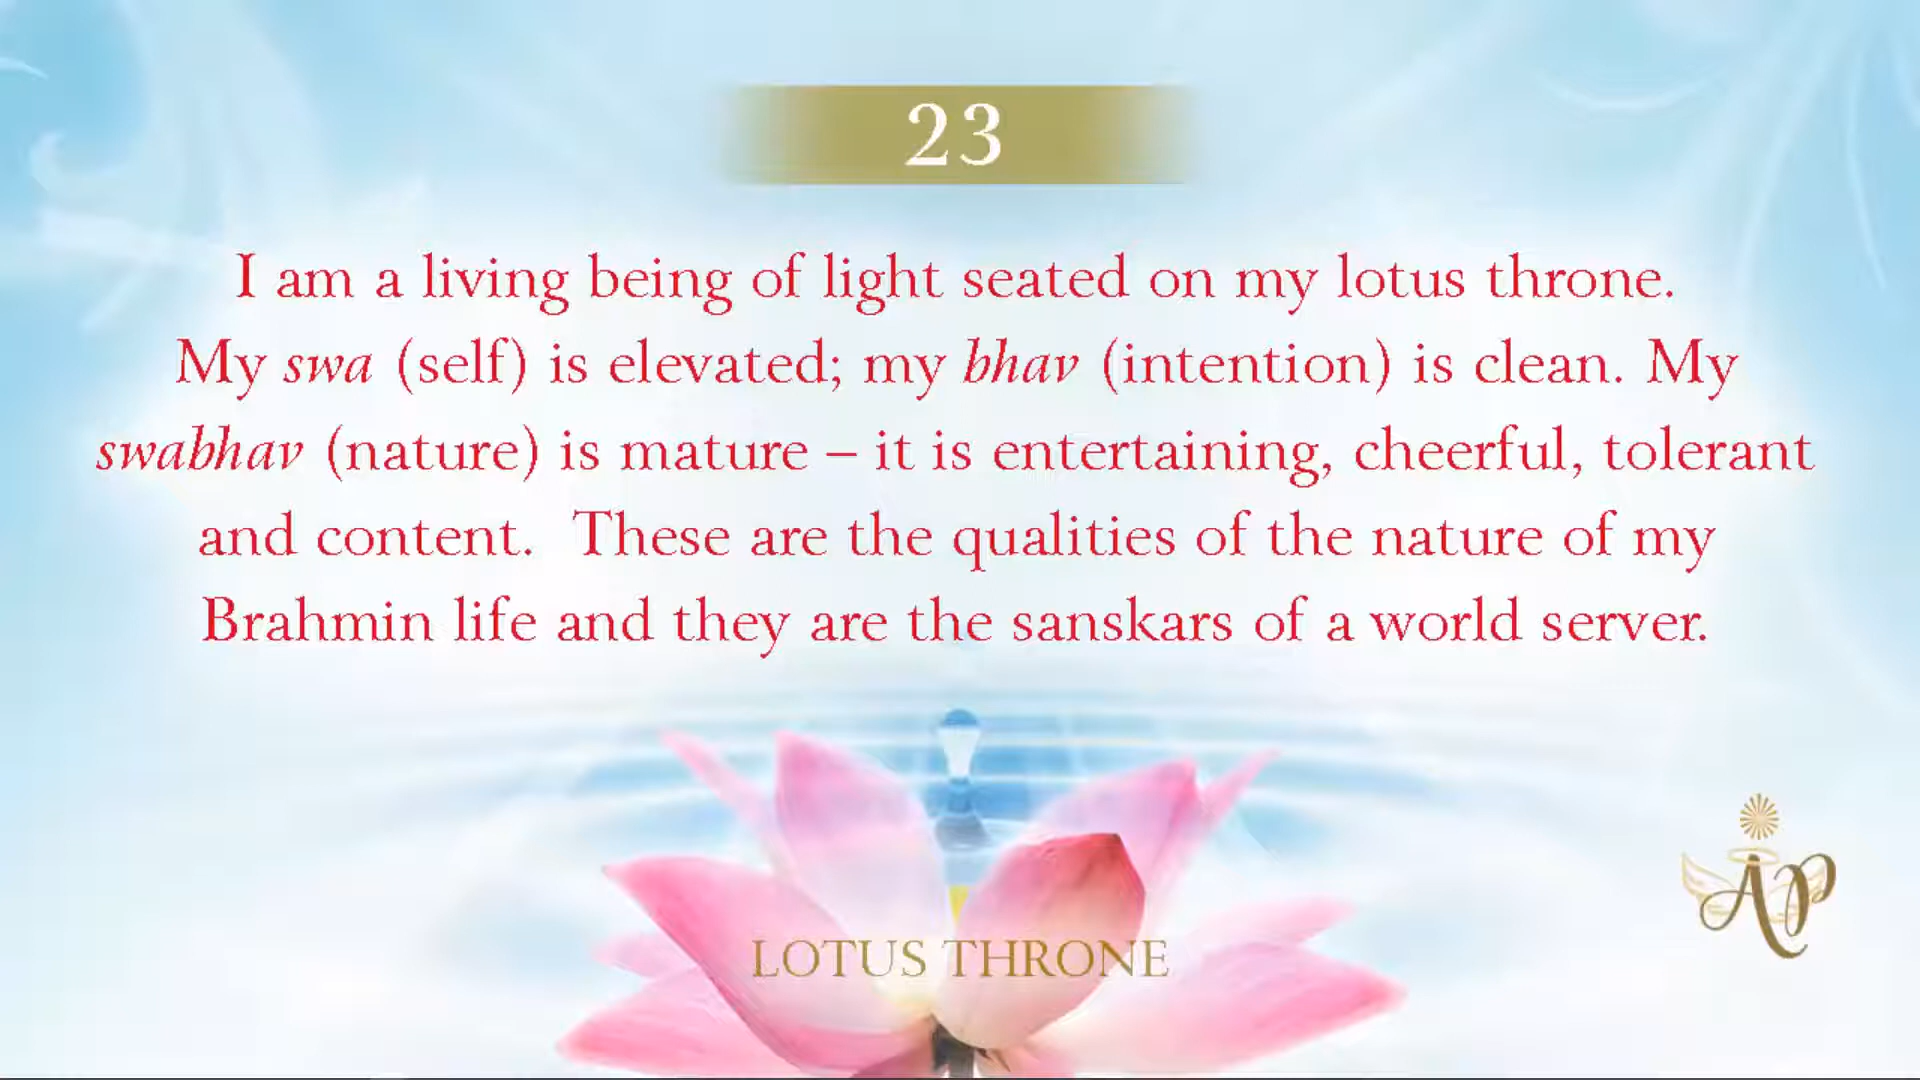 23
I am a living being of light seated on my lotus throne.
My swa (self) is elevated; my bhav (intention) is clean. My
swabhav (nature) is mature – it is entertaining, cheerful, tolerant
and content.  These are the qualities of the nature of my
Brahmin life and they are the sanskars of a world server.
AP
LOTUS THRONE